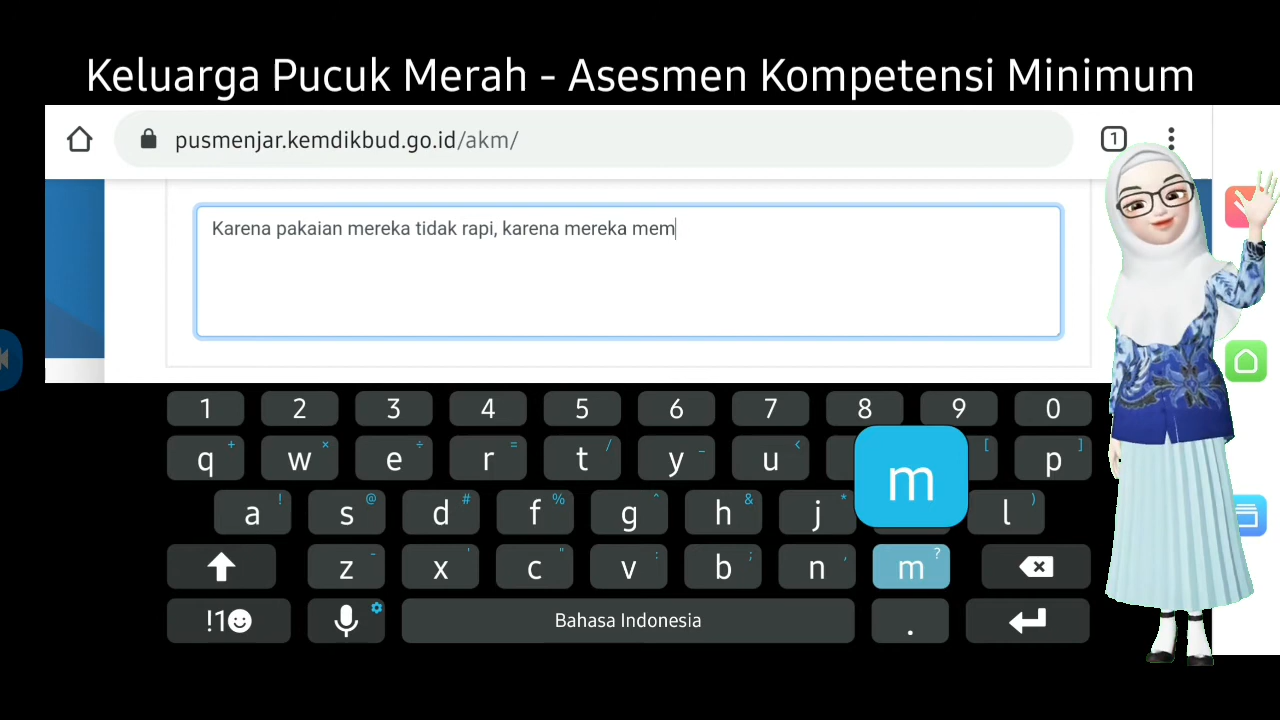 Keluarga Pucuk Merah - Asesmen Kompetensi Minimum
pusmenjar.kemdikbud.go.id/akm/
1
Karena pakaian mereka tidak rapi, karena mereka mem
1 2 3 4 5 6 7 8 9 0
q + w × e ÷ r = t / y _ u < [ p ]
m
a ! s @ d # f % g ^ h & j * l )
z - x ' c " v : b ; n , m ?
!1☺ Bahasa Indonesia .